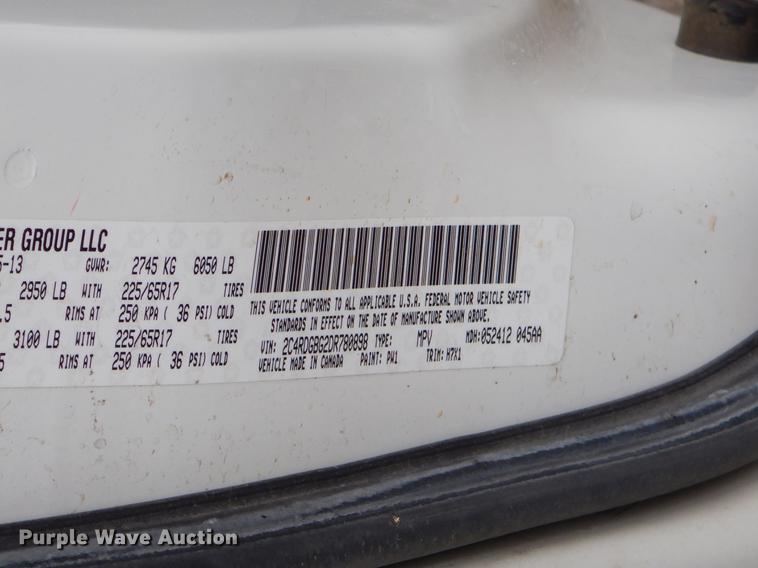 ER GROUP LLC
5-13 GVWR: 2745 KG 6050 LB
2950 LB WITH 225/65R17 TIRES
.5 RIMS AT 250 KPA ( 36 PSI) COLD
3100 LB WITH 225/65R17 TIRES
5 RIMS AT 250 KPA ( 36 PSI) COLD
THIS VEHICLE CONFORMS TO ALL APPLICABLE U.S.A. FEDERAL MOTOR VEHICLE SAFETY
STANDARDS IN EFFECT ON THE DATE OF MANUFACTURE SHOWN ABOVE.
VIN: 2C4RDGBG2DR780898 TYPE: MPV MDH: 052412 045AA
VEHICLE MADE IN CANADA PAINT: PW1 TRIM: H7X1
Purple Wave Auction